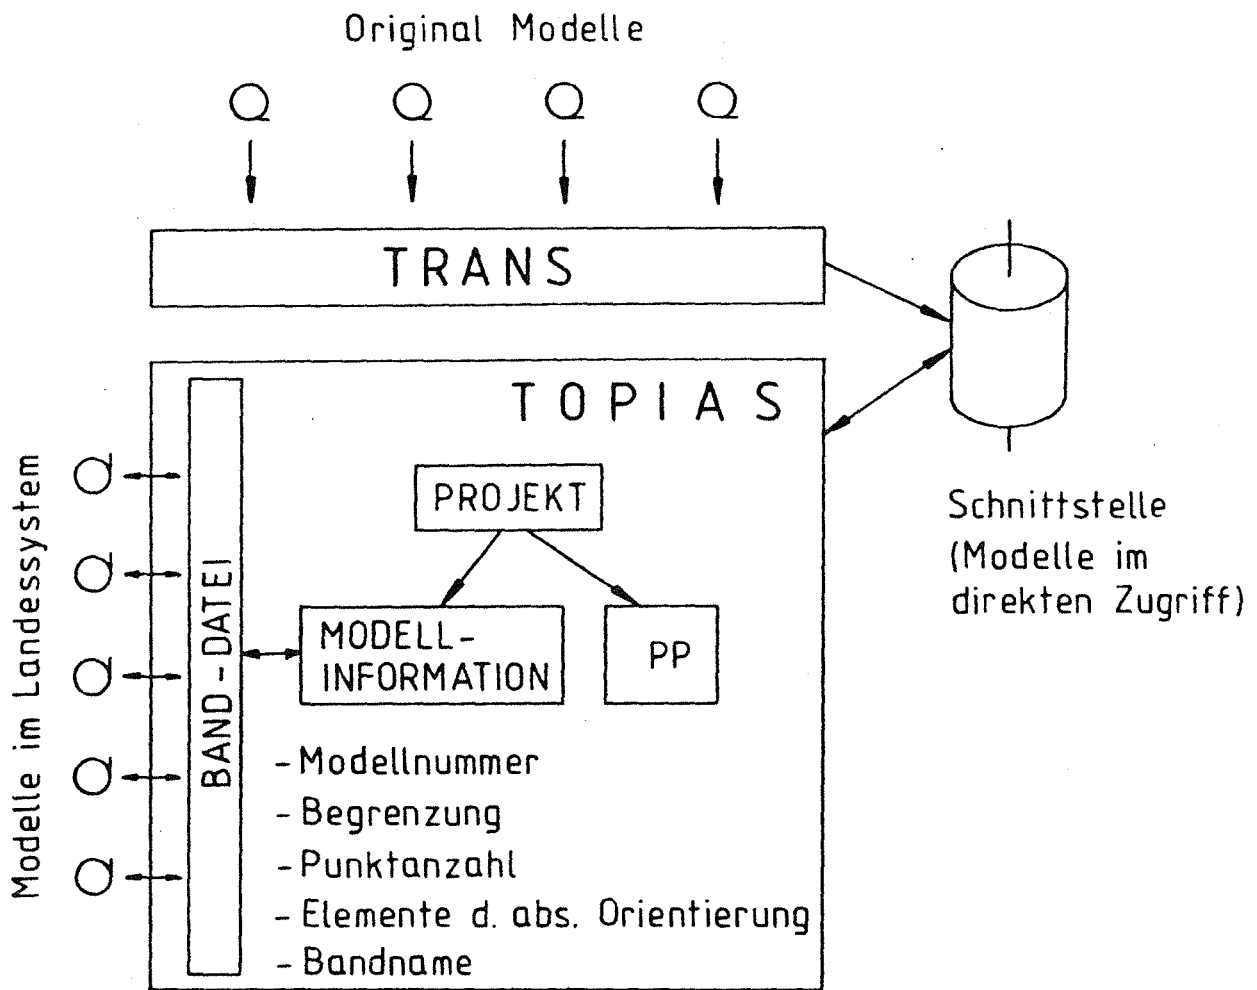 Original Modelle
TRANS
TOPIAS
PROJEKT
MODELL-
INFORMATION
PP
BAND-DATEI
Modelle im Landessystem
- Modellnummer
- Begrenzung
- Punktanzahl
- Elemente d. abs. Orientierung
- Bandname
Schnittstelle
(Modelle im
direkten Zugriff)